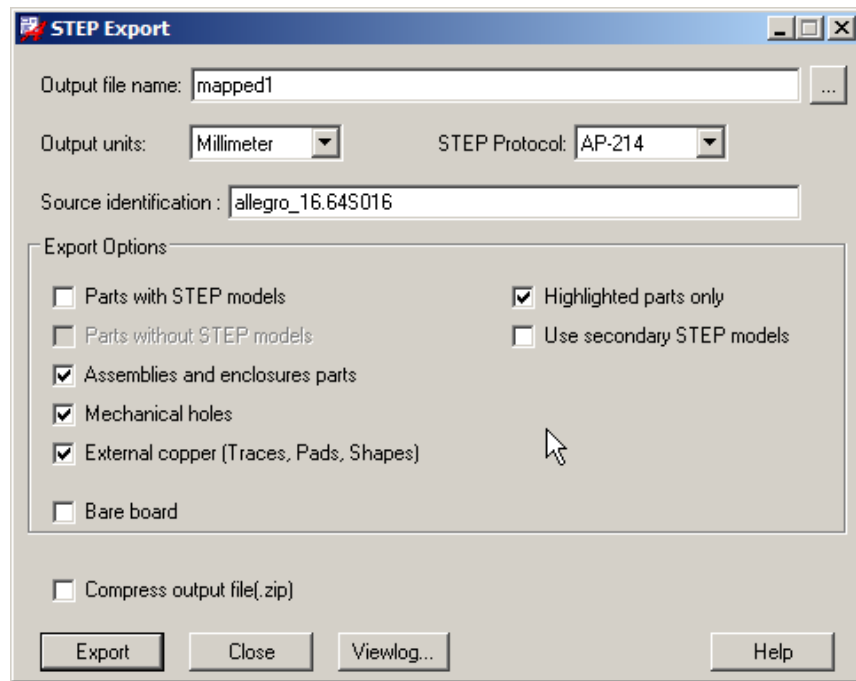 STEP Export
Output file name: mapped1 ...
Output units: Millimeter STEP Protocol: AP-214
Source identification : allegro_16.64S016
Export Options
Parts with STEP models Highlighted parts only
Parts without STEP models Use secondary STEP models
Assemblies and enclosures parts
Mechanical holes
External copper (Traces, Pads, Shapes)
Bare board
Compress output file(.zip)
Export Close Viewlog... Help